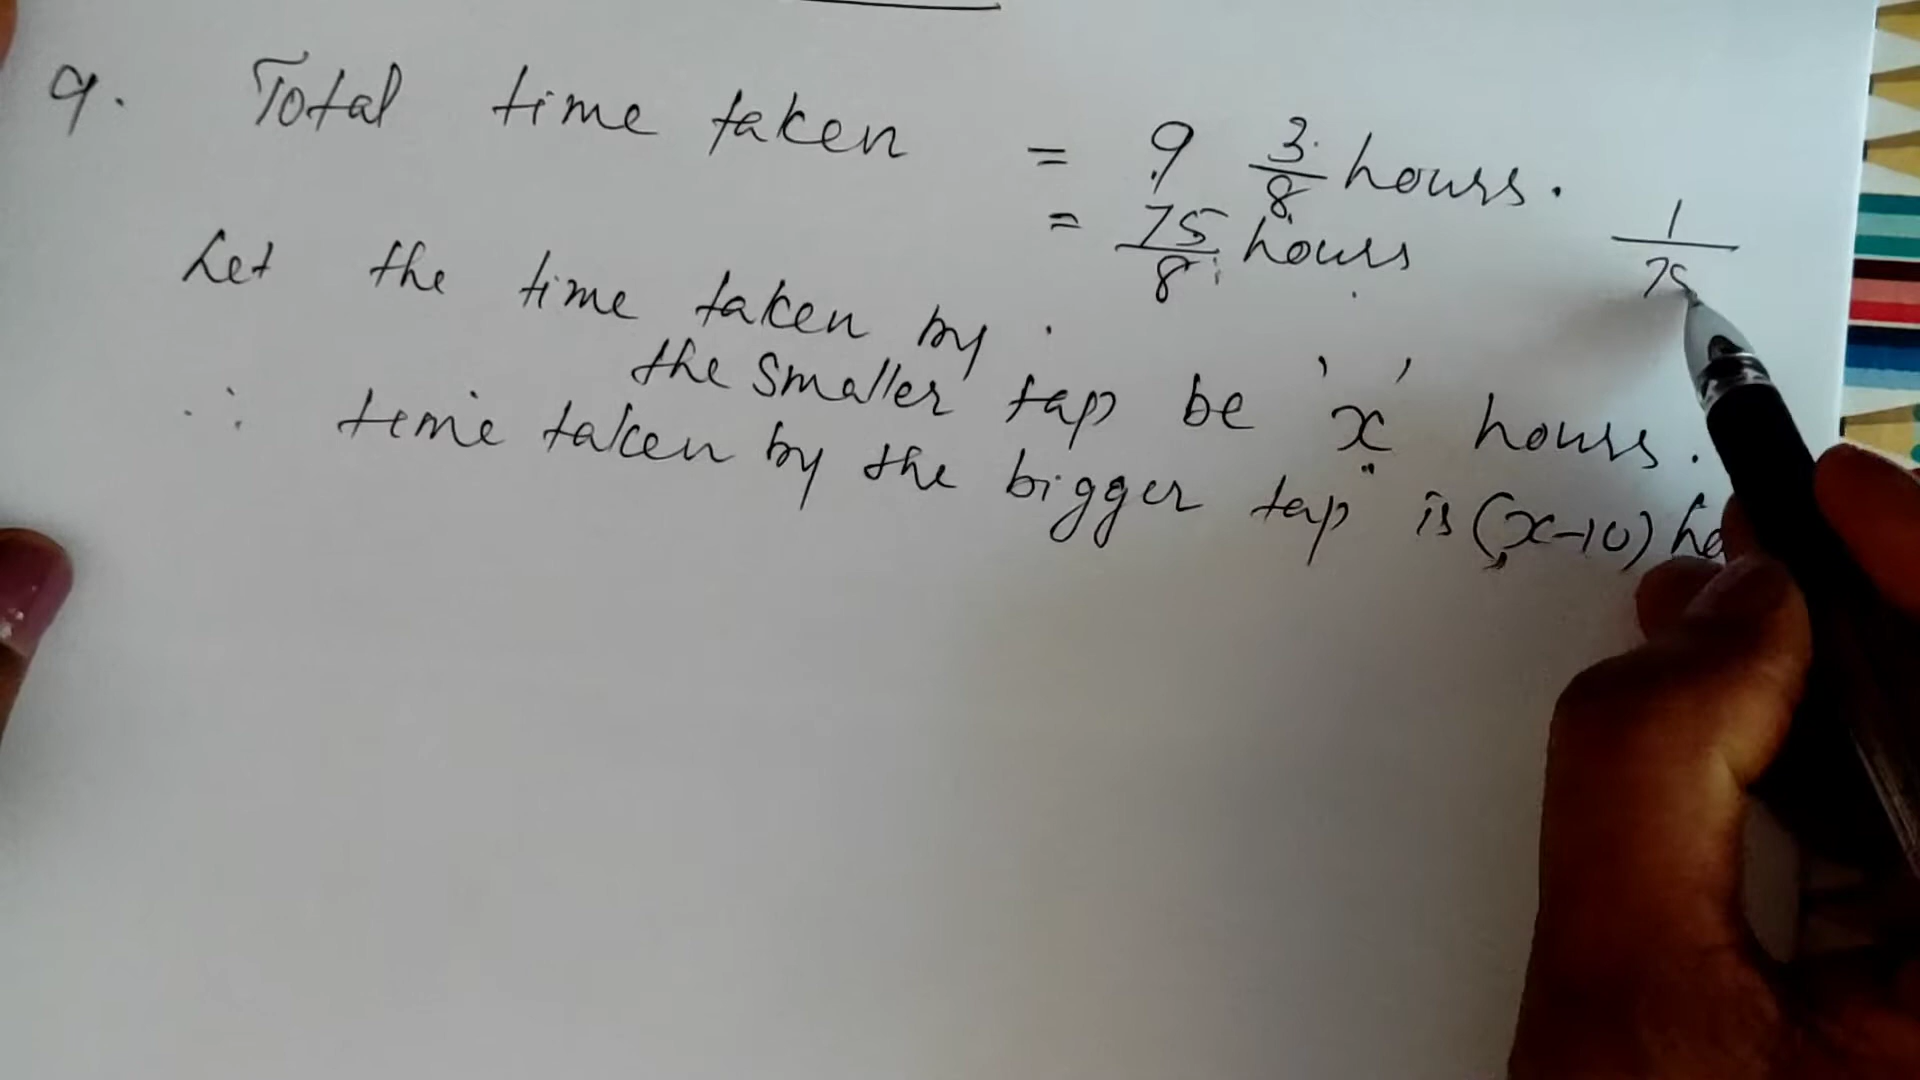 9. Total time taken = 9 3/8 hours.
= 75/8 hours 1/75
Let the time taken by
the smaller tap be 'x' hours.
∴ time taken by the bigger tap is (x-10) ho